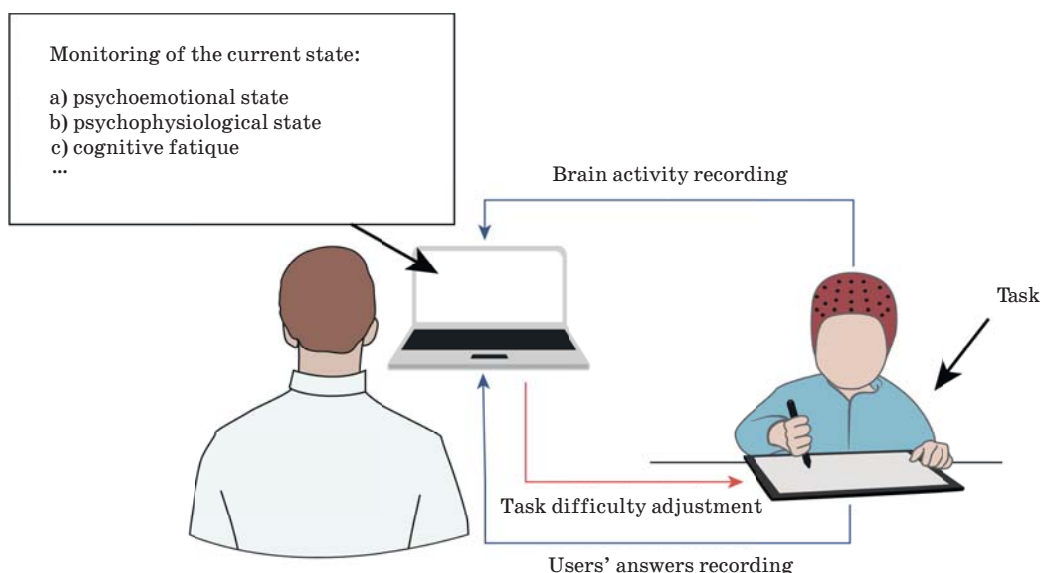 Monitoring of the current state:
a) psychoemotional state
b) psychophysiological state
c) cognitive fatique
...
Brain activity recording
Task
Task difficulty adjustment
Users’ answers recording